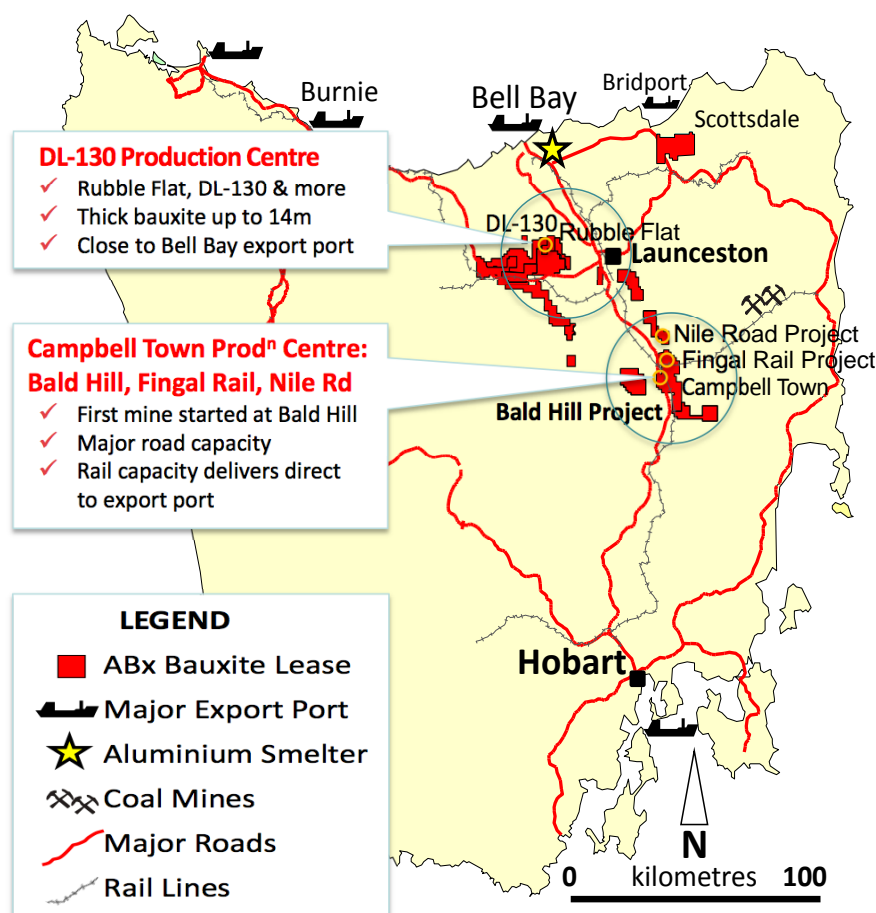 Burnie
Bell Bay
Bridport
Scottsdale
DL-130 Production Centre
✓ Rubble Flat, DL-130 & more
✓ Thick bauxite up to 14m
✓ Close to Bell Bay export port
DL-130
Rubble Flat
Launceston
Nile Road Project
Fingal Rail Project
Campbell Town
Bald Hill Project
Campbell Town Prodⁿ Centre:
Bald Hill, Fingal Rail, Nile Rd
✓ First mine started at Bald Hill
✓ Major road capacity
✓ Rail capacity delivers direct
to export port
LEGEND
ABx Bauxite Lease
Major Export Port
Aluminium Smelter
Coal Mines
Major Roads
Rail Lines
Hobart
N
0 kilometres 100